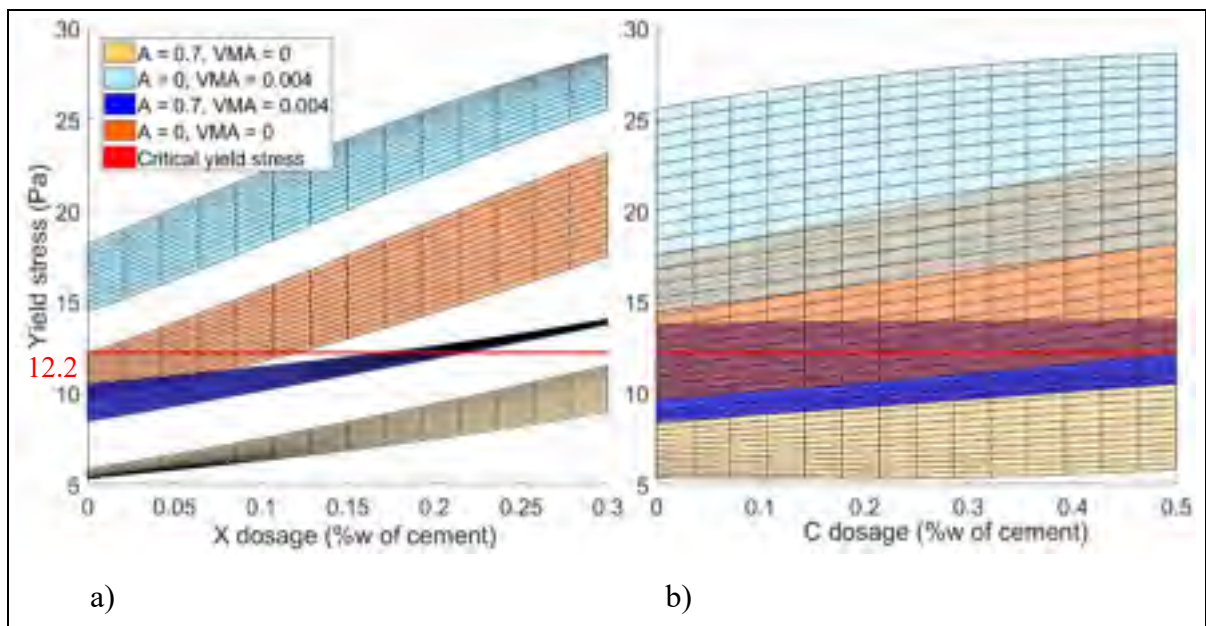 30
A = 0.7, VMA = 0
A = 0, VMA = 0.004
A = 0.7, VMA = 0.004
A = 0, VMA = 0
Critical yield stress
25
20
15
12.2
10
5
Yield stress (Pa)
0 0.05 0.1 0.15 0.2 0.25 0.3
X dosage (%w of cement)
a)
30
25
20
15
10
5
0 0.1 0.2 0.3 0.4 0.5
C dosage (%w of cement)
b)